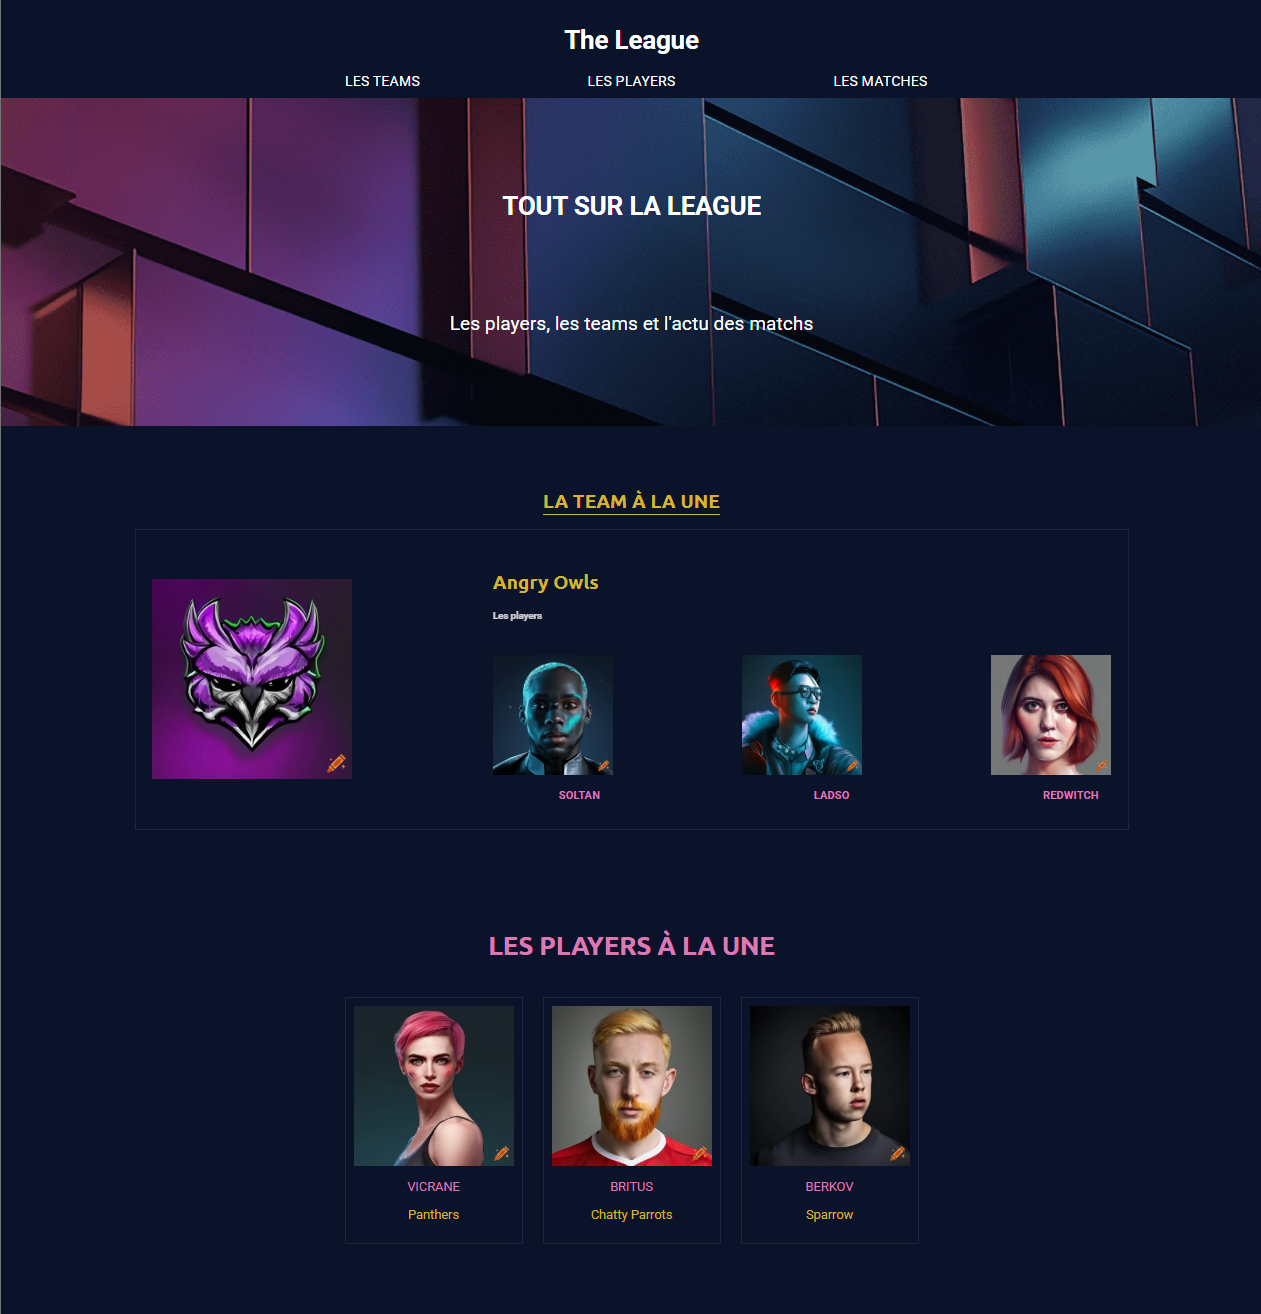 The League
LES TEAMS LES PLAYERS LES MATCHES
TOUT SUR LA LEAGUE
Les players, les teams et l'actu des matchs
LA TEAM À LA UNE
Angry Owls
Les players
SOLTAN LADSO REDWITCH
LES PLAYERS À LA UNE
VICRANE BRITUS BERKOV
Panthers Chatty Parrots Sparrow